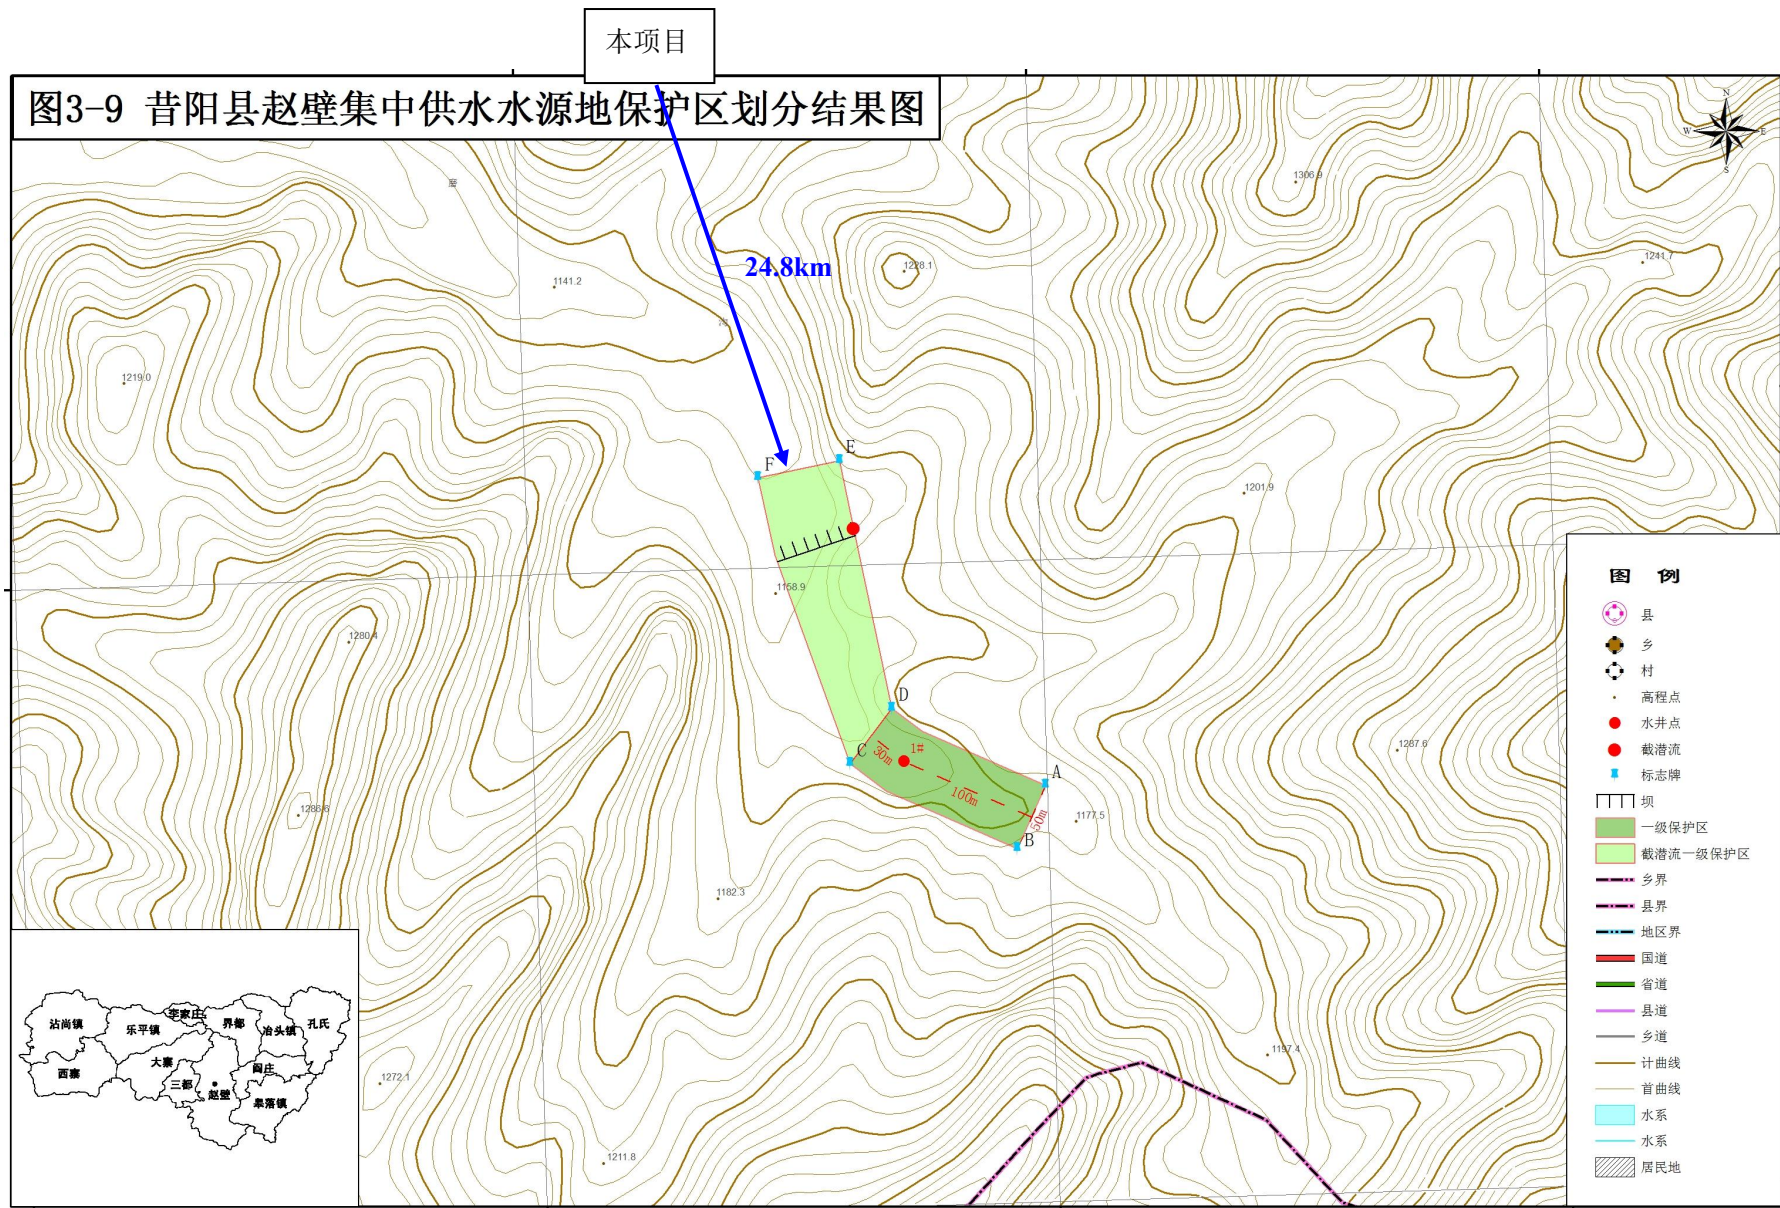 本项目
图3-9 昔阳县赵壁集中供水水源地保护区划分结果图
N
W
E
S
1306.9
24.8km
1228.1
1241.7
1141.2
1219.0
E
F
1201.9
1158.9
1280.4
D
C
30m
1#
100m
A
50m
B
1177.5
1287.6
1286.6
1182.3
1197.4
1272.1
1211.8
图 例
县
乡
村
高程点
水井点
截潜流
标志牌
坝
一级保护区
截潜流一级保护区
乡界
县界
地区界
国道
省道
县道
乡道
计曲线
首曲线
水系
水系
居民地
沾尚镇
乐平镇
李家庄
界都
冶头镇
孔氏
西寨
大寨
三都
赵壁
闫庄
皋落镇